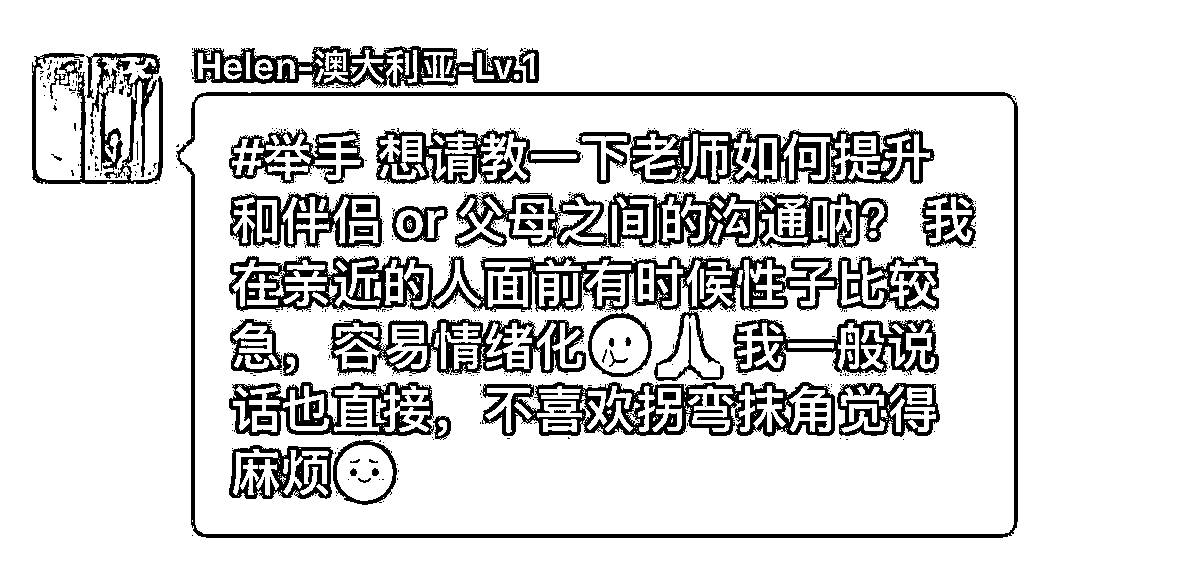 Helen-澳大利亚-Lv.1
#举手 想请教一下老师如何提升
和伴侣 or 父母之间的沟通呐？ 我
在亲近的人面前有时候性子比较
急，容易情绪化🥲🙏 我一般说
话也直接，不喜欢拐弯抹角觉得
麻烦🥹